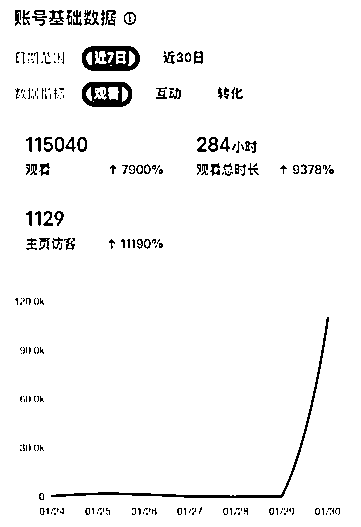 账号基础数据
日期范围 近7日 近30日
数据指标 观看 互动 转化
115040 284小时
观看 ↑ 7900% 观看总时长 ↑ 9378%
1129
主页访客 ↑ 11190%
120.0k
90.0k
60.0k
30.0k
0
01/24 01/25 01/26 01/27 01/28 01/29 01/30